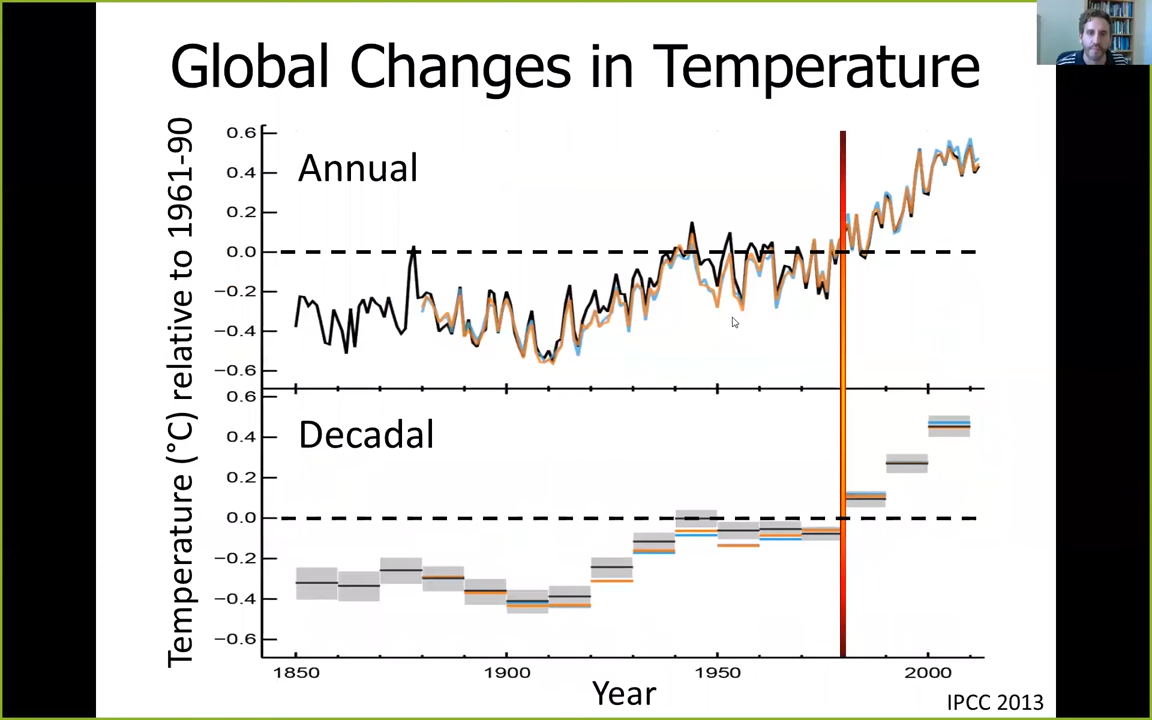 Global Changes in Temperature
Temperature (°C) relative to 1961-90
Annual
0.6
0.4
0.2
0.0
−0.2
−0.4
−0.6
Decadal
0.6
0.4
0.2
0.0
−0.2
−0.4
−0.6
1850 1900 1950 2000
Year
IPCC 2013